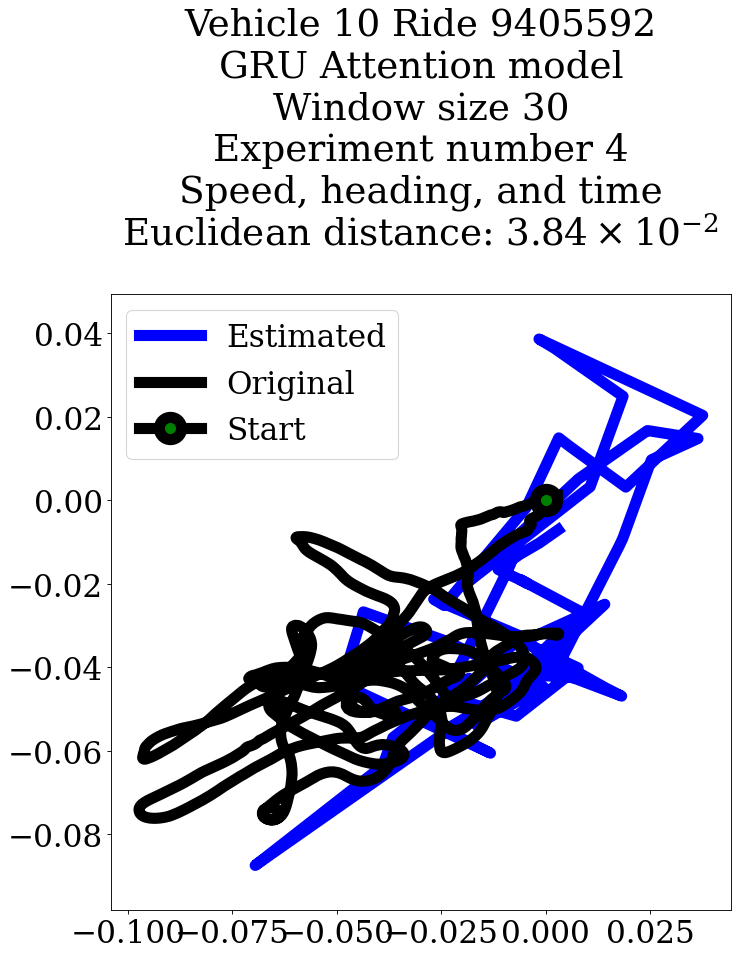 Vehicle 10 Ride 9405592
GRU Attention model
Window size 30
Experiment number 4
Speed, heading, and time
Euclidean distance: 3.84 × 10⁻²
Estimated
Original
Start
0.04
0.02
0.00
−0.02
−0.04
−0.06
−0.08
−0.100 −0.075 −0.050 −0.025 0.000 0.025